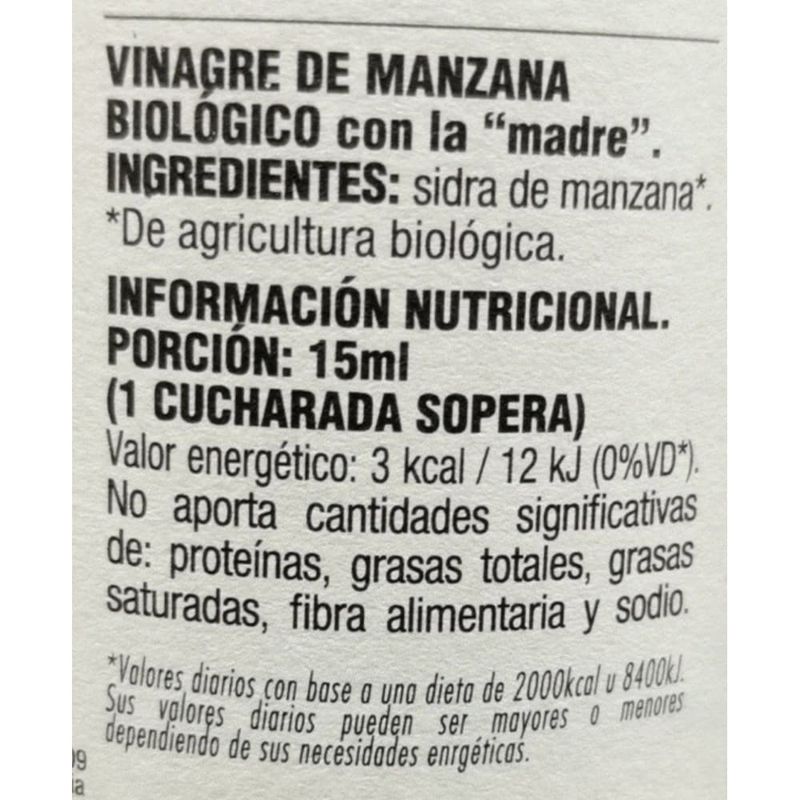 VINAGRE DE MANZANA
BIOLÓGICO con la “madre”.
INGREDIENTES: sidra de manzana*.
*De agricultura biológica.
INFORMACIÓN NUTRICIONAL.
PORCIÓN: 15ml
(1 CUCHARADA SOPERA)
Valor energético: 3 kcal / 12 kJ (0%VD*).
No aporta cantidades significativas
de: proteínas, grasas totales, grasas
saturadas, fibra alimentaria y sodio.
*Valores diarios con base a una dieta de 2000kcal u 8400kJ.
Sus valores diarios pueden ser mayores o menores
dependiendo de sus necesidades enrgéticas.